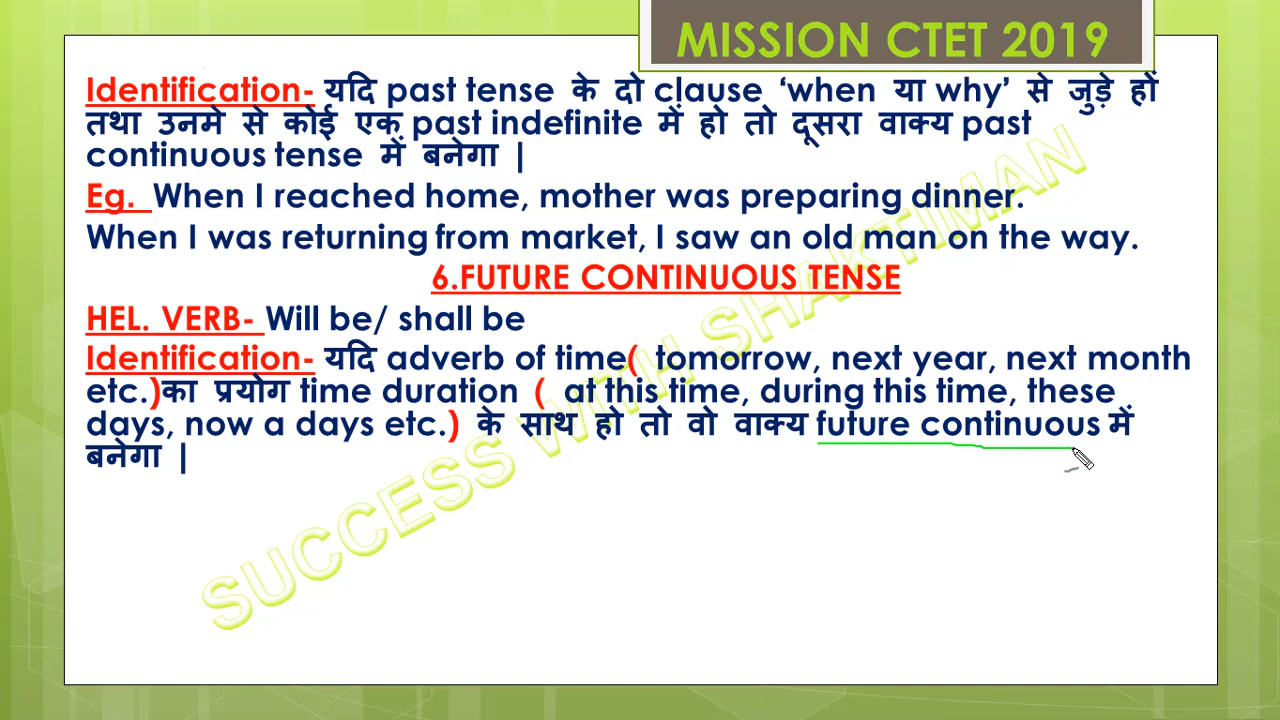 MISSION CTET 2019
Identification- यदि past tense के दो clause 'when या why' से जुड़े हों
तथा उनमे से कोई एक past indefinite में हो तो दूसरा वाक्य past
continuous tense में बनेगा |
Eg. When I reached home, mother was preparing dinner.
When I was returning from market, I saw an old man on the way.
6.FUTURE CONTINUOUS TENSE
HEL. VERB- Will be/ shall be
Identification- यदि adverb of time( tomorrow, next year, next month
etc.)का प्रयोग time duration ( at this time, during this time, these
days, now a days etc.) के साथ हो तो वो वाक्य future continuous में
बनेगा |
SUCCESS WITH SHAKTIMAN